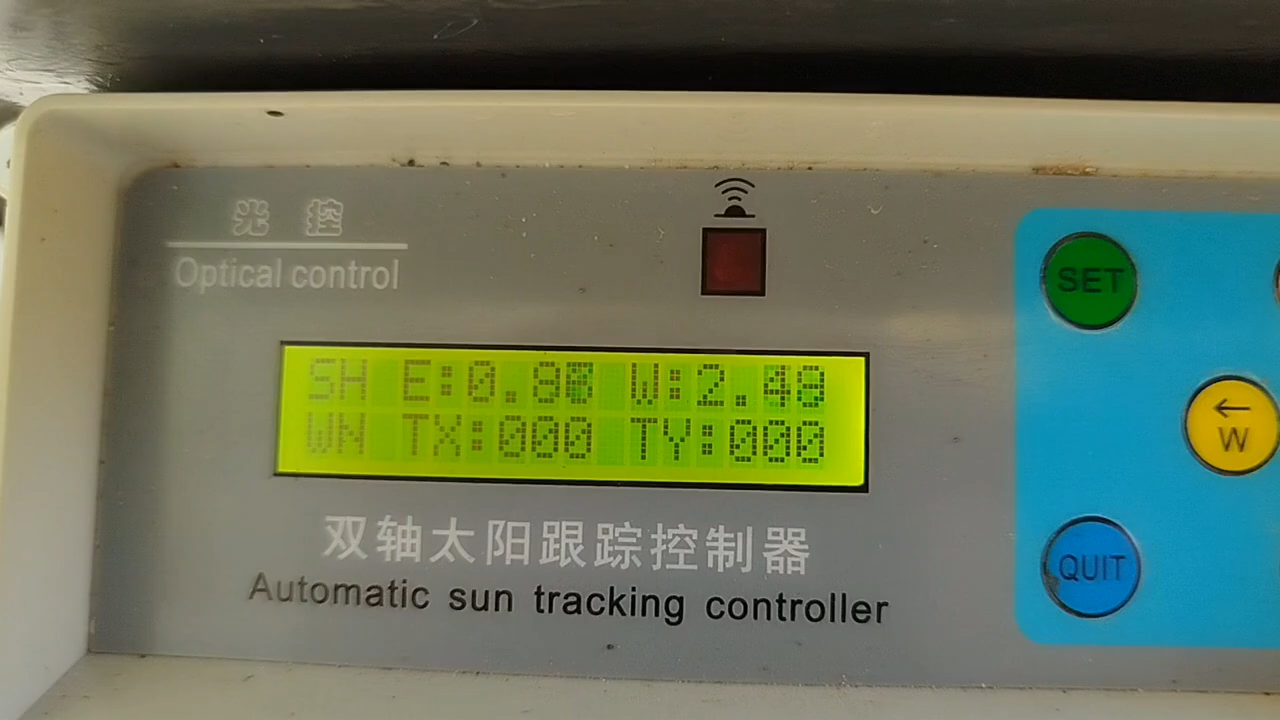 光 控
Optical control
SH E:0.88 W:2.48
WN TX:000 TY:000
双轴太阳跟踪控制器
Automatic sun tracking controller
SET
←
W
QUIT